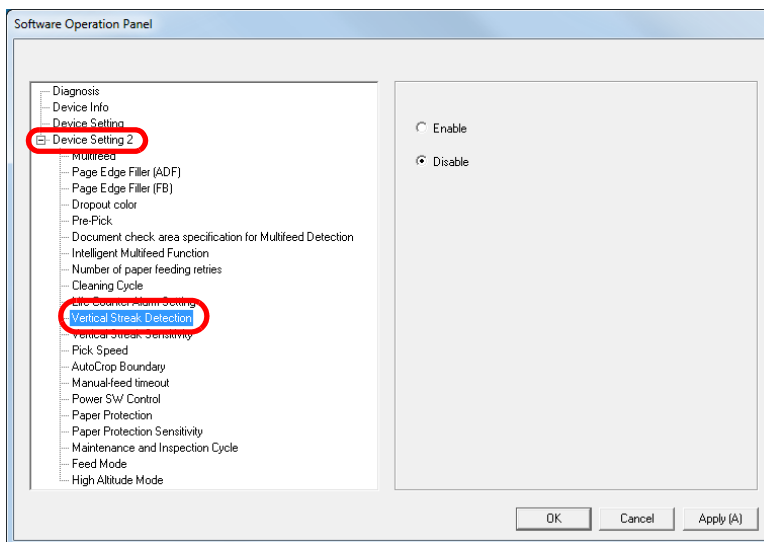 Software Operation Panel
Diagnosis
Device Info
Device Setting
Device Setting 2
Multifeed
Page Edge Filler (ADF)
Page Edge Filler (FB)
Dropout color
Pre-Pick
Document check area specification for Multifeed Detection
Intelligent Multifeed Function
Number of paper feeding retries
Cleaning Cycle
Life Counter Alarm Setting
Vertical Streak Detection
Vertical Streak Sensitivity
Pick Speed
AutoCrop Boundary
Manual-feed timeout
Power SW Control
Paper Protection
Paper Protection Sensitivity
Maintenance and Inspection Cycle
Feed Mode
High Altitude Mode
Enable
Disable
OK Cancel Apply (A)